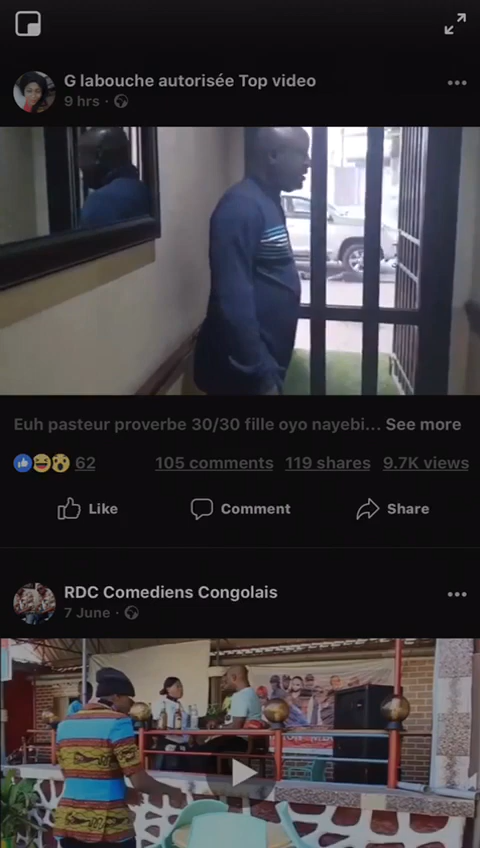 G labouche autorisée Top video
9 hrs ·
Euh pasteur proverbe 30/30 fille oyo nayebi... See more
62 105 comments 119 shares 9.7K views
Like Comment Share
RDC Comediens Congolais
7 June ·